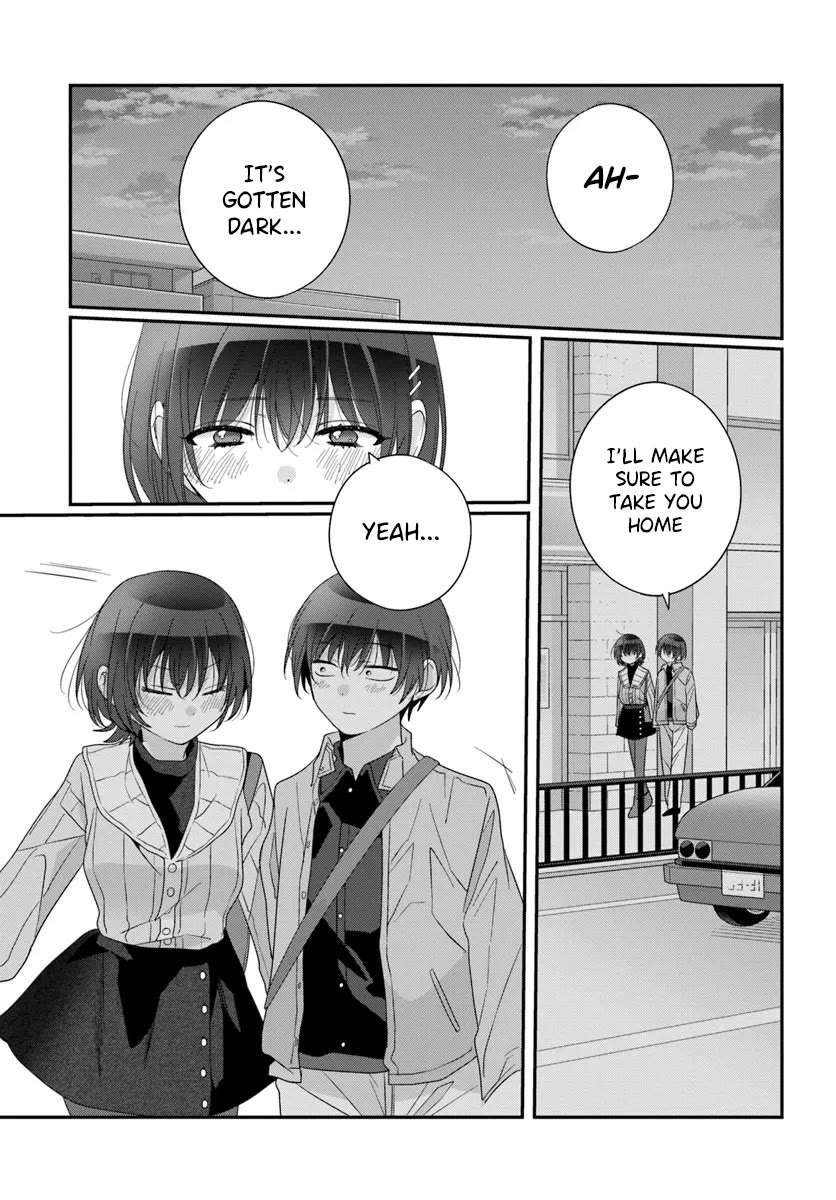 AH-
IT'S
GOTTEN
DARK...
I'LL MAKE
SURE TO
TAKE YOU
HOME
YEAH...